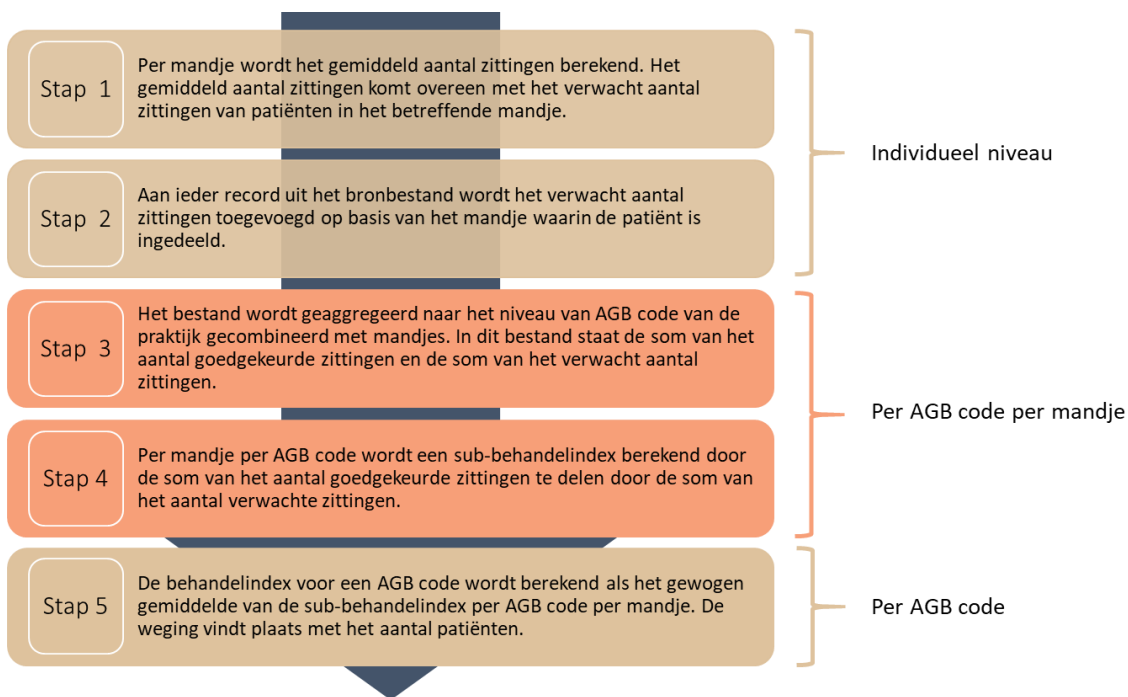 Stap 1
Per mandje wordt het gemiddeld aantal zittingen berekend. Het
gemiddeld aantal zittingen komt overeen met het verwacht aantal
zittingen van patiënten in het betreffende mandje.
Stap 2
Aan ieder record uit het bronbestand wordt het verwacht aantal
zittingen toegevoegd op basis van het mandje waarin de patiënt is
ingedeeld.
Individueel niveau
Stap 3
Het bestand wordt geaggregeerd naar het niveau van AGB code van de
praktijk gecombineerd met mandjes. In dit bestand staat de som van het
aantal goedgekeurde zittingen en de som van het verwacht aantal
zittingen.
Stap 4
Per mandje per AGB code wordt een sub-behandelindex berekend door
de som van het aantal goedgekeurde zittingen te delen door de som van
het aantal verwachte zittingen.
Per AGB code per mandje
Stap 5
De behandelindex voor een AGB code wordt berekend als het gewogen
gemiddelde van de sub-behandelindex per AGB code per mandje. De
weging vindt plaats met het aantal patiënten.
Per AGB code